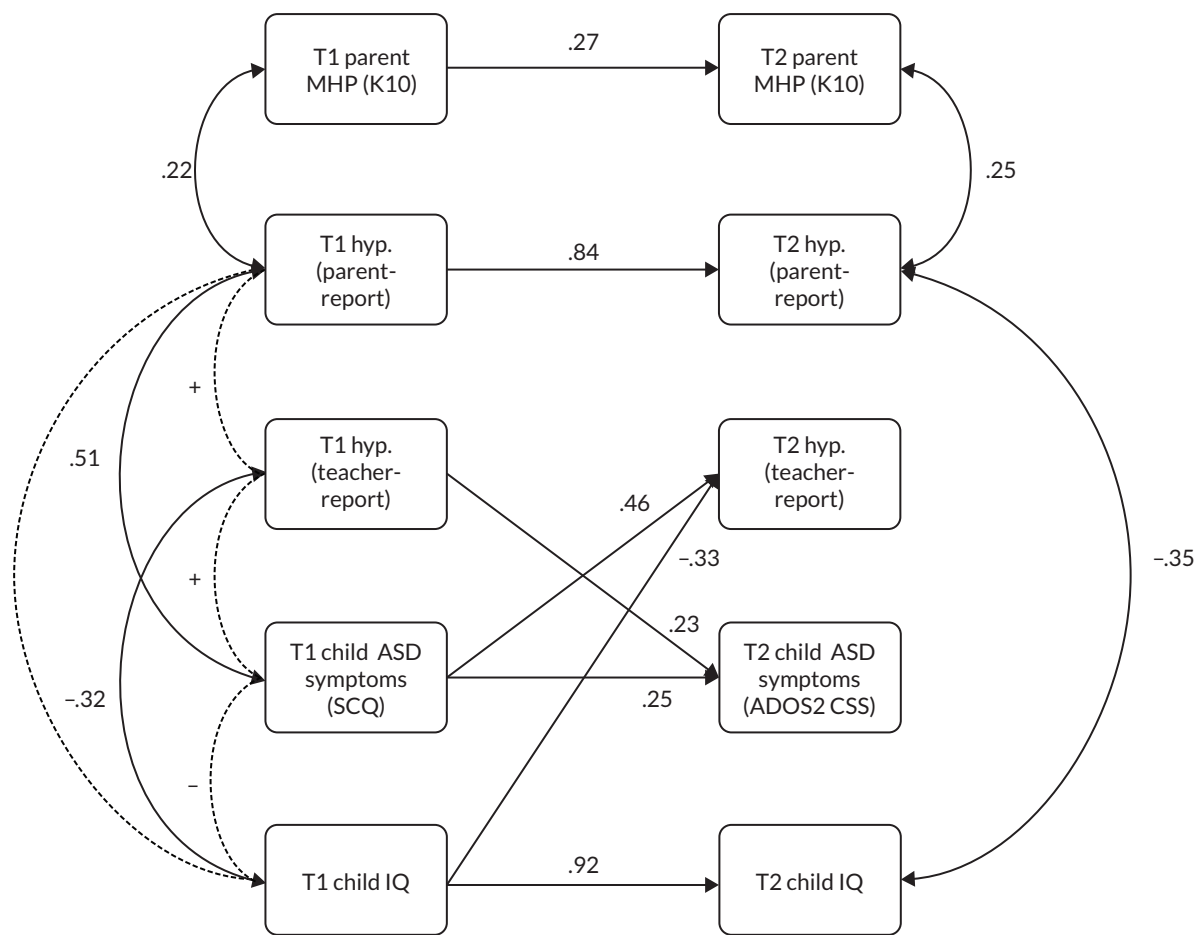 T1 parent
MHP (K10)
.27
T2 parent
MHP (K10)
.22
.25
T1 hyp.
(parent-
report)
.84
T2 hyp.
(parent-
report)
+
.51
T1 hyp.
(teacher-
report)
T2 hyp.
(teacher-
report)
.46
–.33
–.35
+
.23
T1 child ASD
symptoms
(SCQ)
T2 child ASD
symptoms
(ADOS2 CSS)
–.32
.25
–
T1 child IQ
.92
T2 child IQ